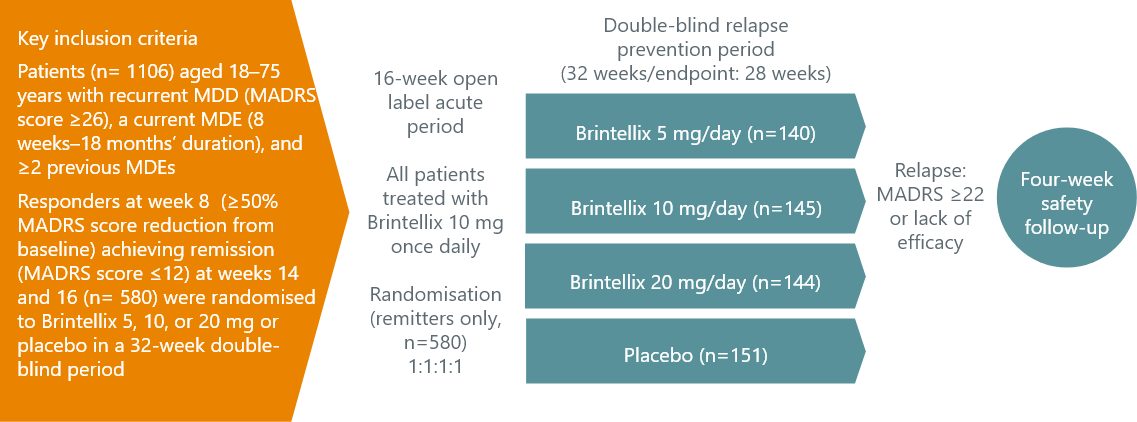 Key inclusion criteria
Patients (n= 1106) aged 18–75
years with recurrent MDD (MADRS
score ≥26), a current MDE (8
weeks–18 months’ duration), and
≥2 previous MDEs
Responders at week 8  (≥50%
MADRS score reduction from
baseline) achieving remission
(MADRS score ≤12) at weeks 14
and 16 (n= 580) were randomised
to Brintellix 5, 10, or 20 mg or
placebo in a 32-week double-
blind period
16-week open
label acute
period
All patients
treated with
Brintellix 10 mg
once daily
Randomisation
(remitters only,
n=580)
1:1:1:1
Double-blind relapse
prevention period
(32 weeks/endpoint: 28 weeks)
Brintellix 5 mg/day (n=140)
Brintellix 10 mg/day (n=145)
Brintellix 20 mg/day (n=144)
Placebo (n=151)
Relapse:
MADRS ≥22
or lack of
efficacy
Four-week
safety
follow-up